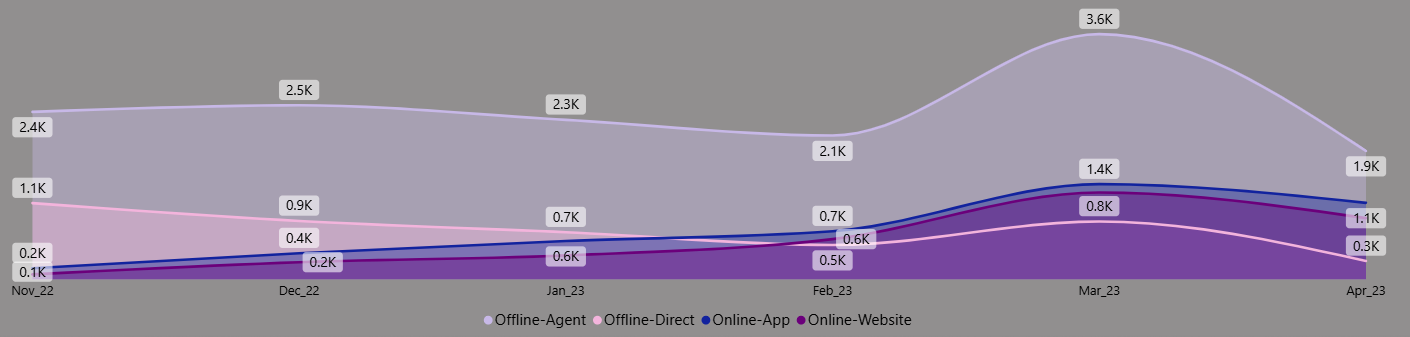 3.6K
2.5K
2.3K
2.4K
2.1K
1.9K
1.4K
1.1K
0.9K
0.7K
0.7K
0.8K
1.1K
0.4K
0.6K
0.3K
0.2K
0.2K
0.6K
0.5K
0.1K
Nov_22 Dec_22 Jan_23 Feb_23 Mar_23 Apr_23
Offline-Agent Offline-Direct Online-App Online-Website